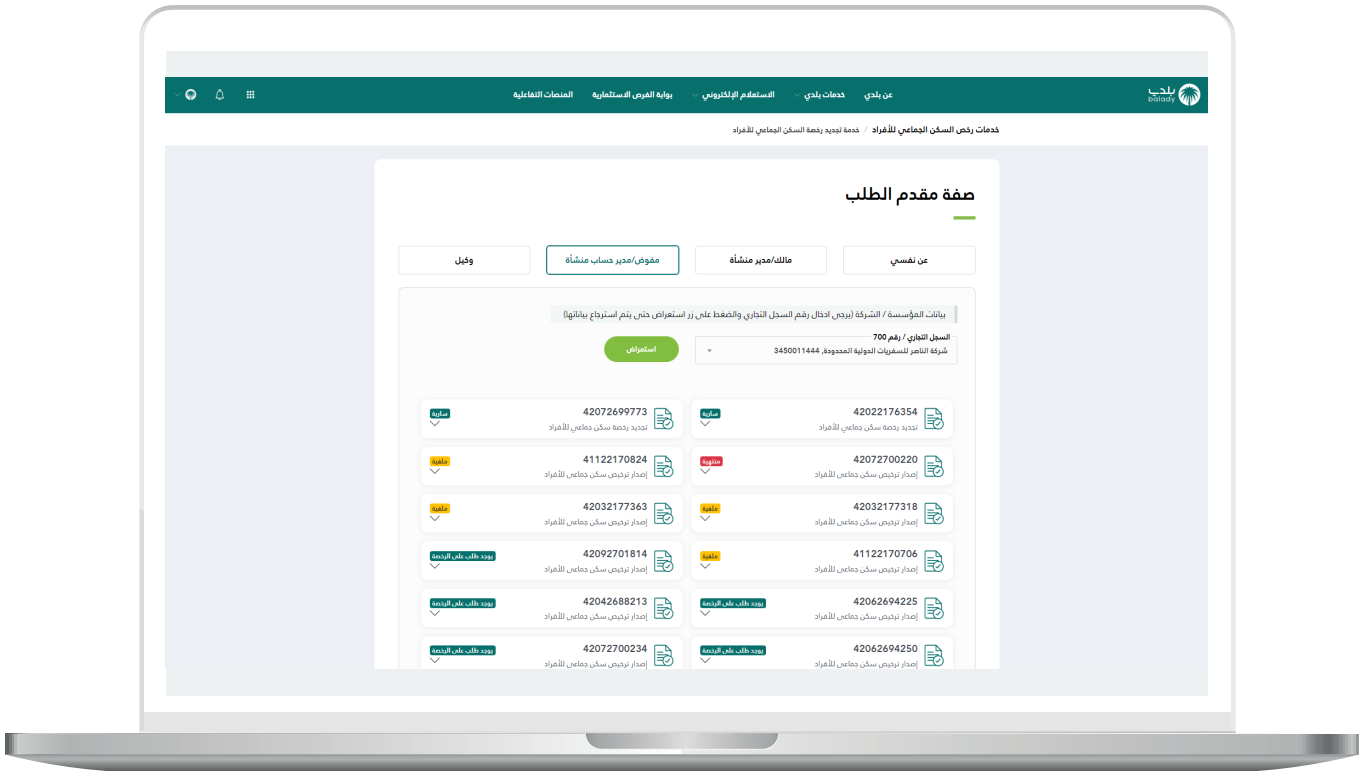 بلدي
balady
عن بلدي
خدمات بلدي
الاستعلام الإلكتروني
بوابة الفرص الاستثمارية
المنصات التفاعلية
خدمات رخص السكن الجماعي للأفراد / خدمة تجديد رخصة السكن الجماعي للأفراد
صفة مقدم الطلب
عن نفسي
مالك/مدير منشأة
مفوض/مدير حساب منشأة
وكيل
بيانات المؤسسة / الشركة (يرجى ادخال رقم السجل التجاري والضغط على زر استعراض حتى يتم استرجاع بياناتها)
السجل التجاري / رقم 700
شركة الناصر للسفريات الدولية المحدودة, 3450011444
استعراض
42022176354
سارية
تجديد رخصة سكن جماعي للأفراد
42072699773
سارية
تجديد رخصة سكن جماعي للأفراد
42072700220
منتهية
إصدار ترخيص سكن جماعي للأفراد
41122170824
ملغية
إصدار ترخيص سكن جماعي للأفراد
42032177318
ملغية
إصدار ترخيص سكن جماعي للأفراد
42032177363
ملغية
إصدار ترخيص سكن جماعي للأفراد
41122170706
ملغية
إصدار ترخيص سكن جماعي للأفراد
42092701814
يوجد طلب على الرخصة
إصدار ترخيص سكن جماعي للأفراد
42062694225
يوجد طلب على الرخصة
إصدار ترخيص سكن جماعي للأفراد
42042688213
يوجد طلب على الرخصة
إصدار ترخيص سكن جماعي للأفراد
42062694250
يوجد طلب على الرخصة
إصدار ترخيص سكن جماعي للأفراد
42072700234
يوجد طلب على الرخصة
إصدار ترخيص سكن جماعي للأفراد